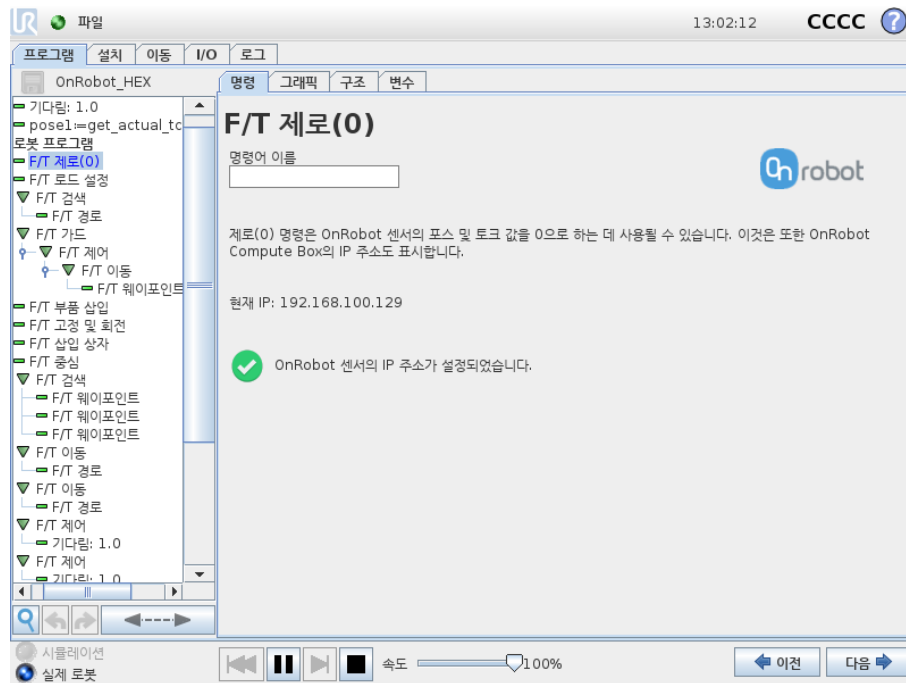 파일
13:02:12
CCCC
?
프로그램
설치
이동
I/O
로그
OnRobot_HEX
명령
그래픽
구조
변수
기다림: 1.0
pose1≔get_actual_tc
로봇 프로그램
F/T 제로(0)
F/T 로드 설정
F/T 검색
F/T 경로
F/T 가드
F/T 제어
F/T 이동
F/T 웨이포인트
F/T 부품 삽입
F/T 고정 및 회전
F/T 삽입 상자
F/T 중심
F/T 검색
F/T 웨이포인트
F/T 웨이포인트
F/T 웨이포인트
F/T 이동
F/T 경로
F/T 이동
F/T 경로
F/T 제어
기다림: 1.0
F/T 제어
기다림: 1.0
F/T 제로(0)
명령어 이름
On robot
제로(0) 명령은 OnRobot 센서의 포스 및 토크 값을 0으로 하는 데 사용될 수 있습니다. 이것은 또한 OnRobot
Compute Box의 IP 주소도 표시합니다.
현재 IP: 192.168.100.129
OnRobot 센서의 IP 주소가 설정되었습니다.
시뮬레이션
실제 로봇
속도
100%
이전
다음